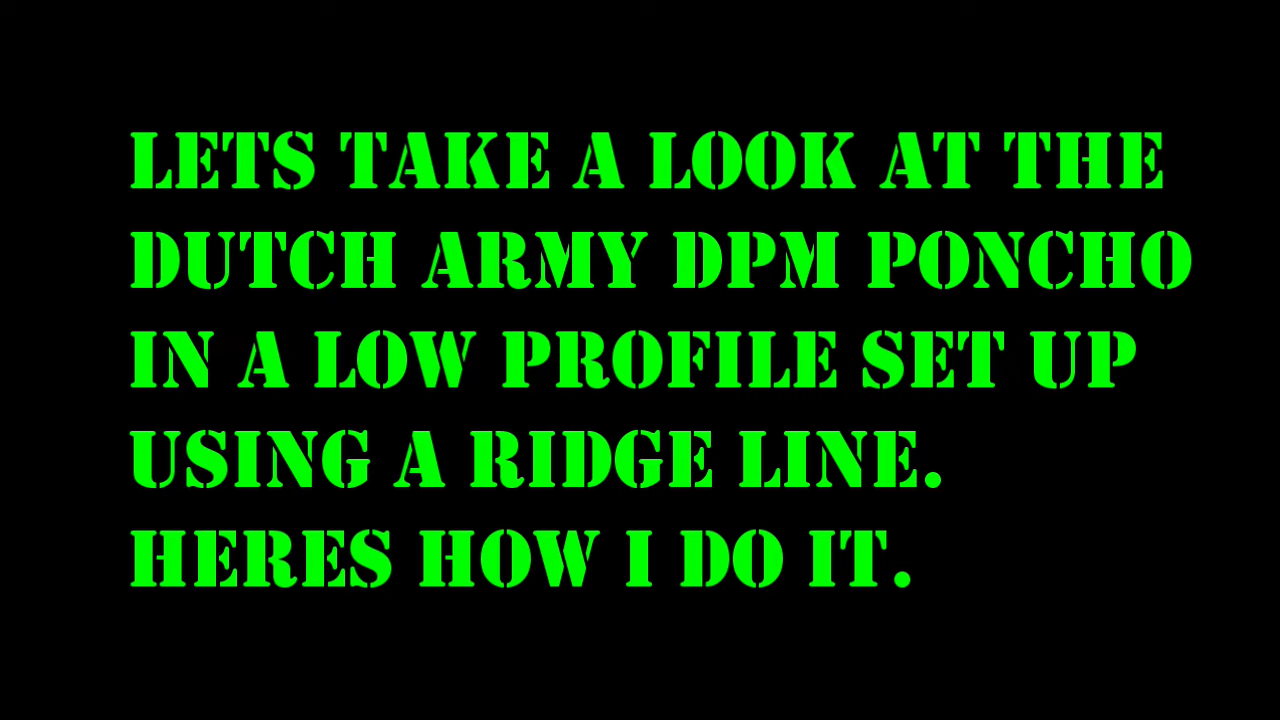 LETS TAKE A LOOK AT THE
DUTCH ARMY DPM PONCHO
IN A LOW PROFILE SET UP
USING A RIDGE LINE.
HERES HOW I DO IT.